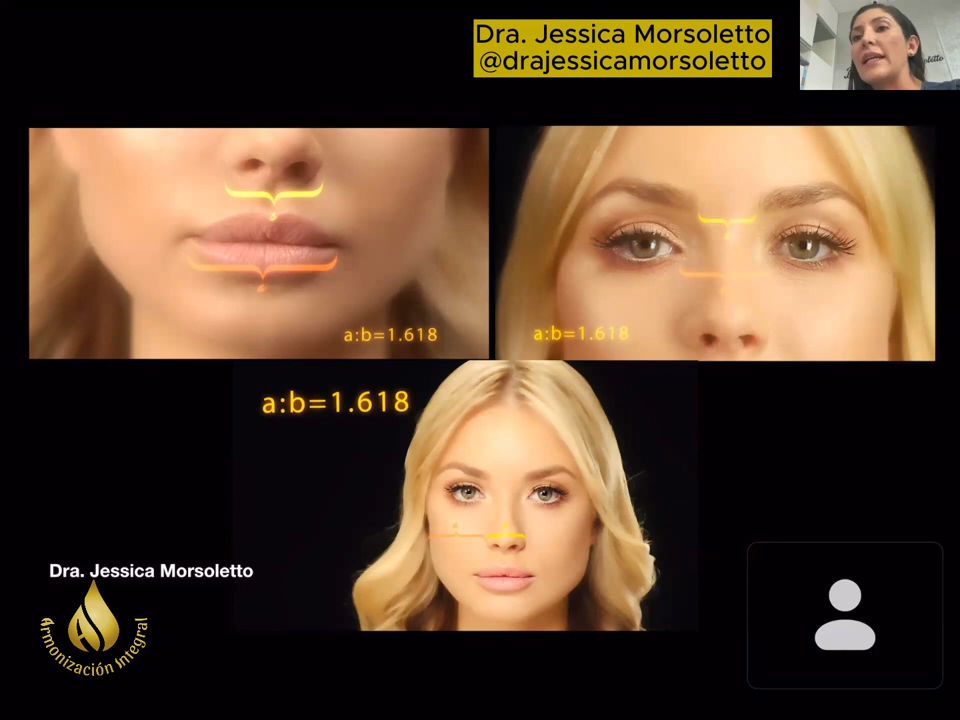 Dra. Jessica Morsoletto
@drajessicamorsoletto
a:b=1.618
a:b=1.618
a:b=1.618
Dra. Jessica Morsoletto
Armonización Integral